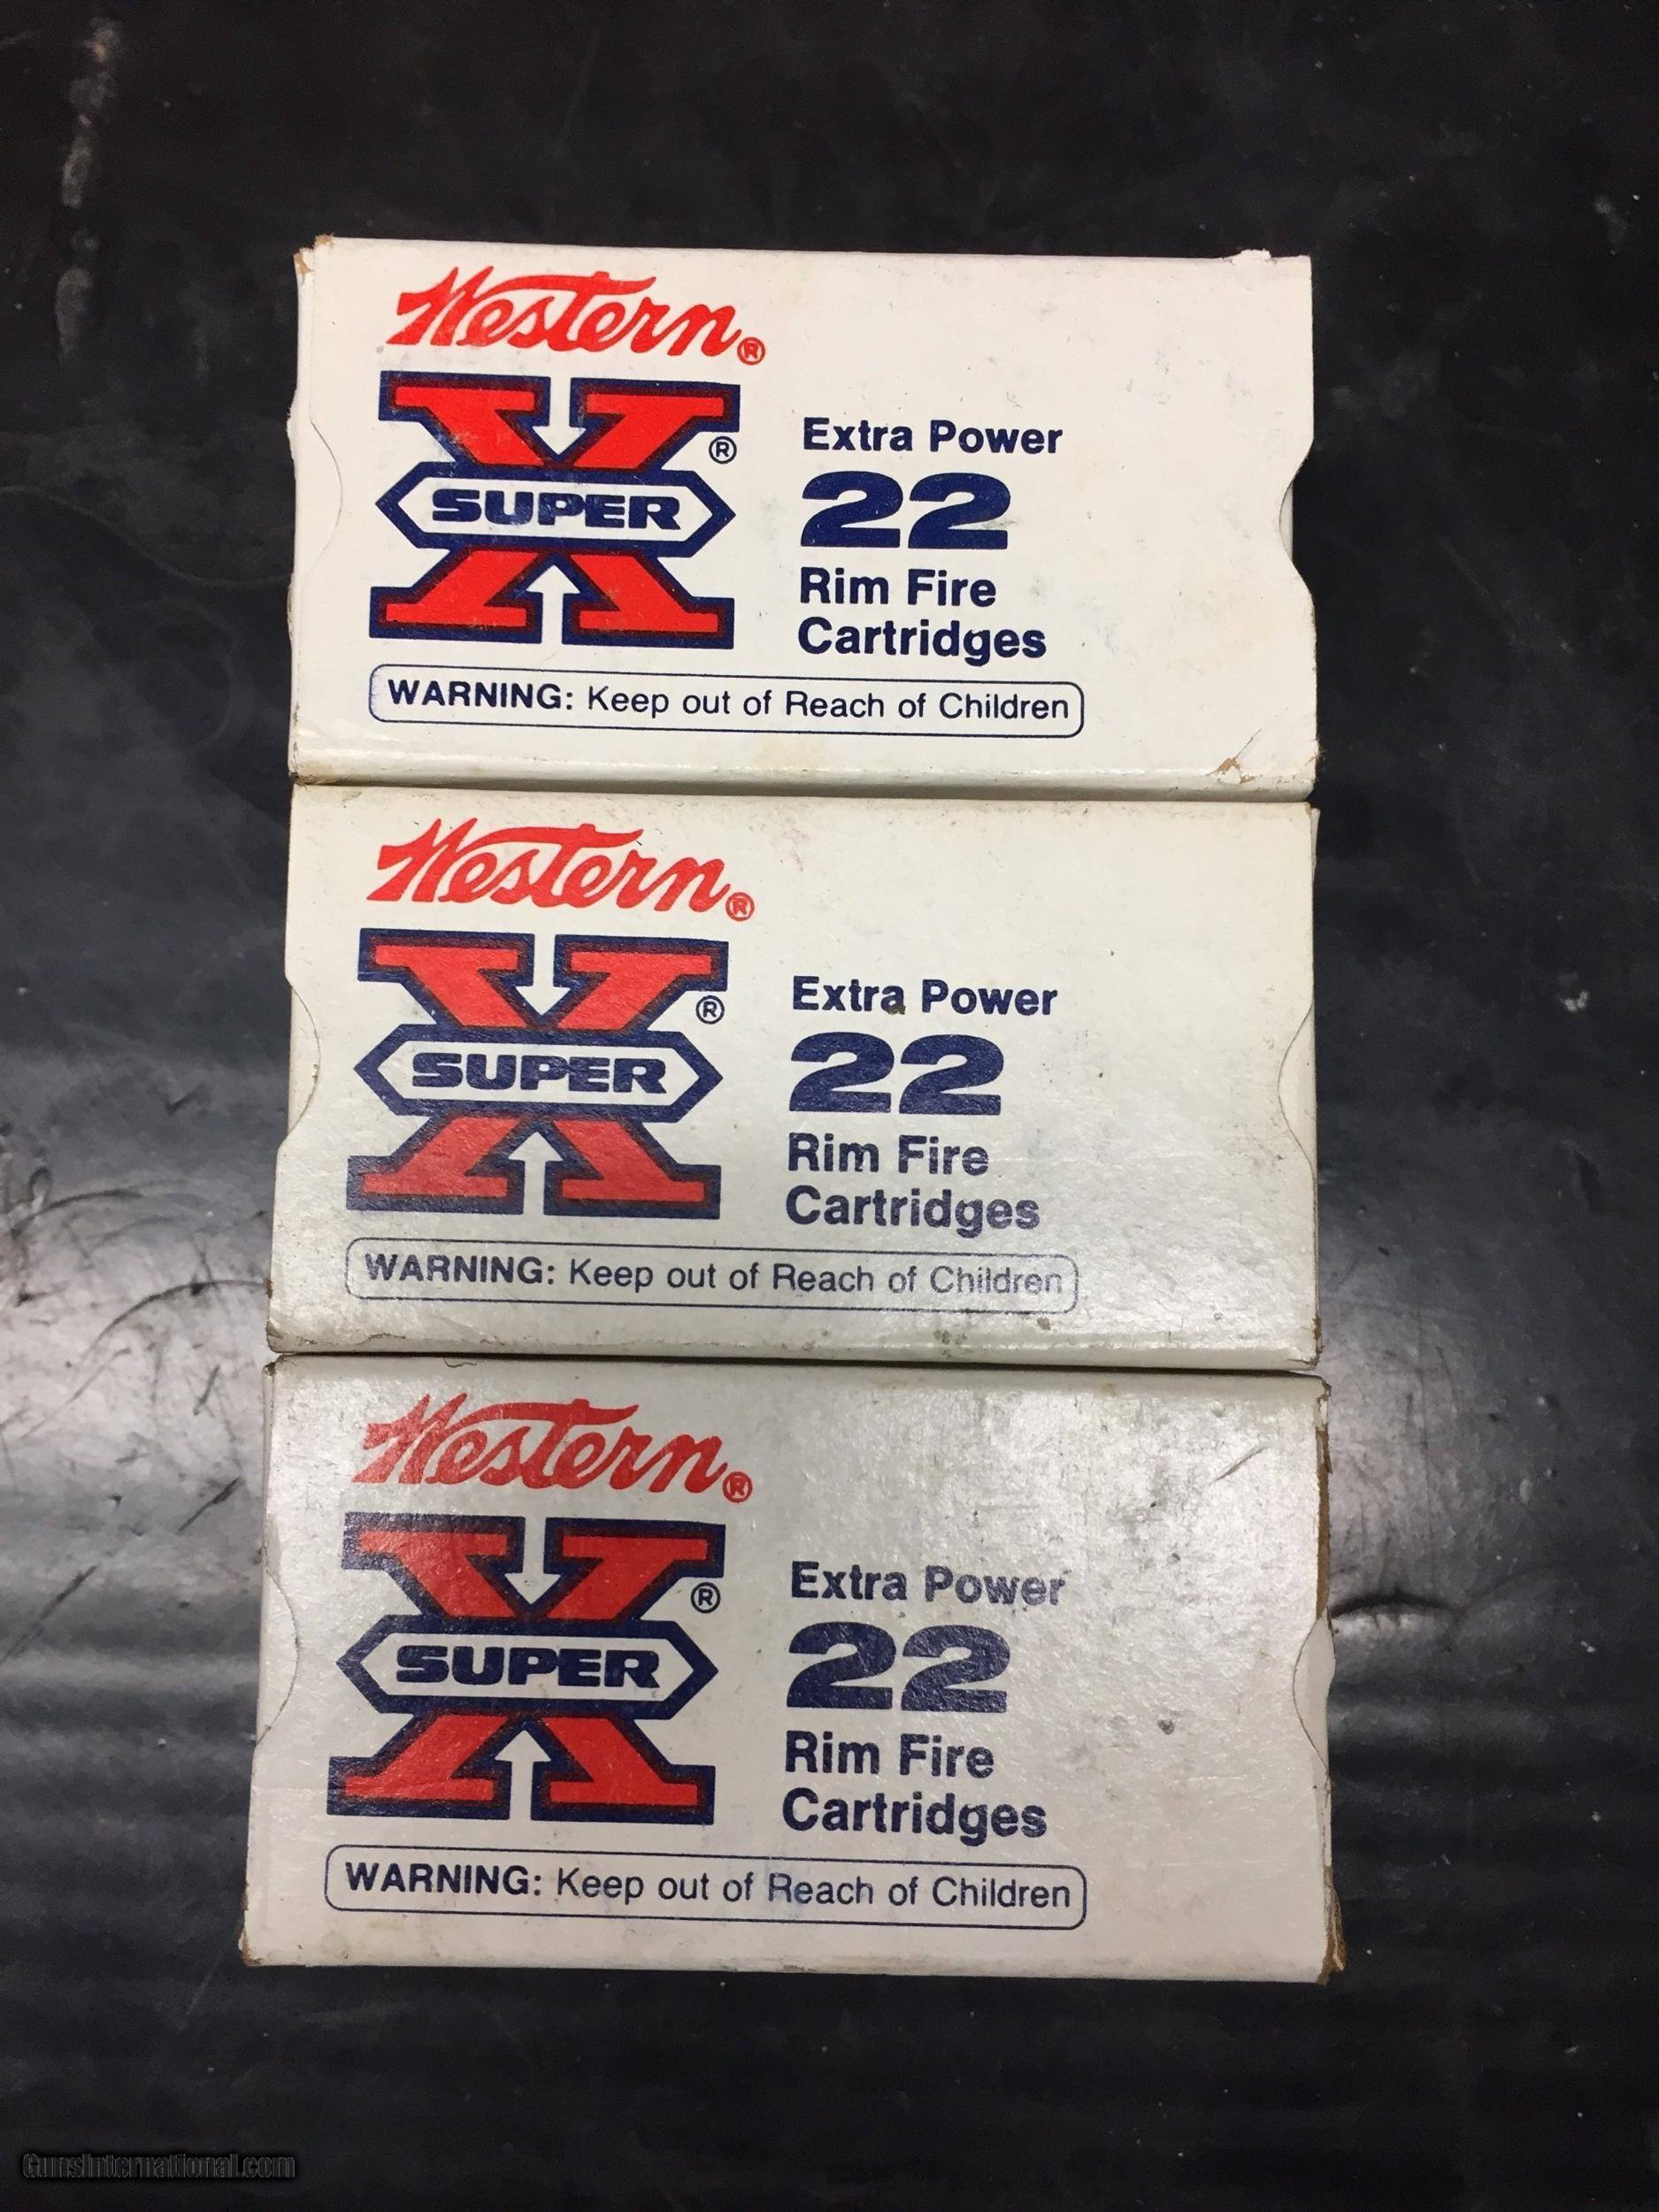 Western®
X®
SUPER
Extra Power
22
Rim Fire
Cartridges
WARNING: Keep out of Reach of Children
Western®
X®
SUPER
Extra Power
22
Rim Fire
Cartridges
WARNING: Keep out of Reach of Children
Western®
X®
SUPER
Extra Power
22
Rim Fire
Cartridges
WARNING: Keep out of Reach of Children
GunsInternational.com